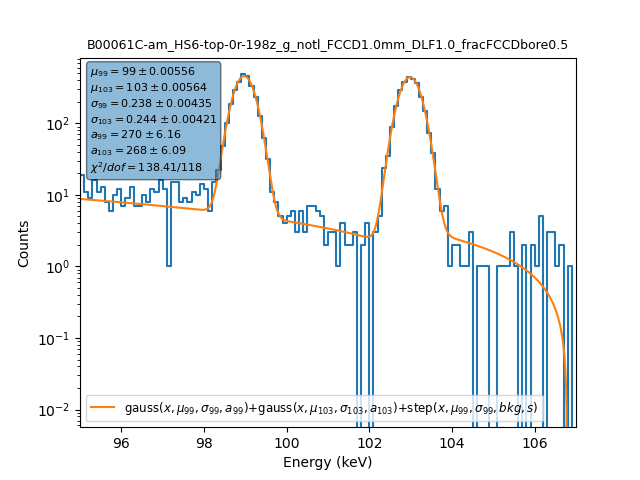 B00061C-am_HS6-top-0r-198z_g_notl_FCCD1.0mm_DLF1.0_fracFCCDbore0.5
μ99 = 99 ± 0.00556
μ103 = 103 ± 0.00564
σ99 = 0.238 ± 0.00435
σ103 = 0.244 ± 0.00421
a99 = 270 ± 6.16
a103 = 268 ± 6.09
χ²/dof = 138.41/118
10²
10¹
10⁰
10⁻¹
10⁻²
Counts
gauss(x, μ99, σ99, a99)+gauss(x, μ103, σ103, a103)+step(x, μ99, σ99, bkg, s)
96 98 100 102 104 106
Energy (keV)